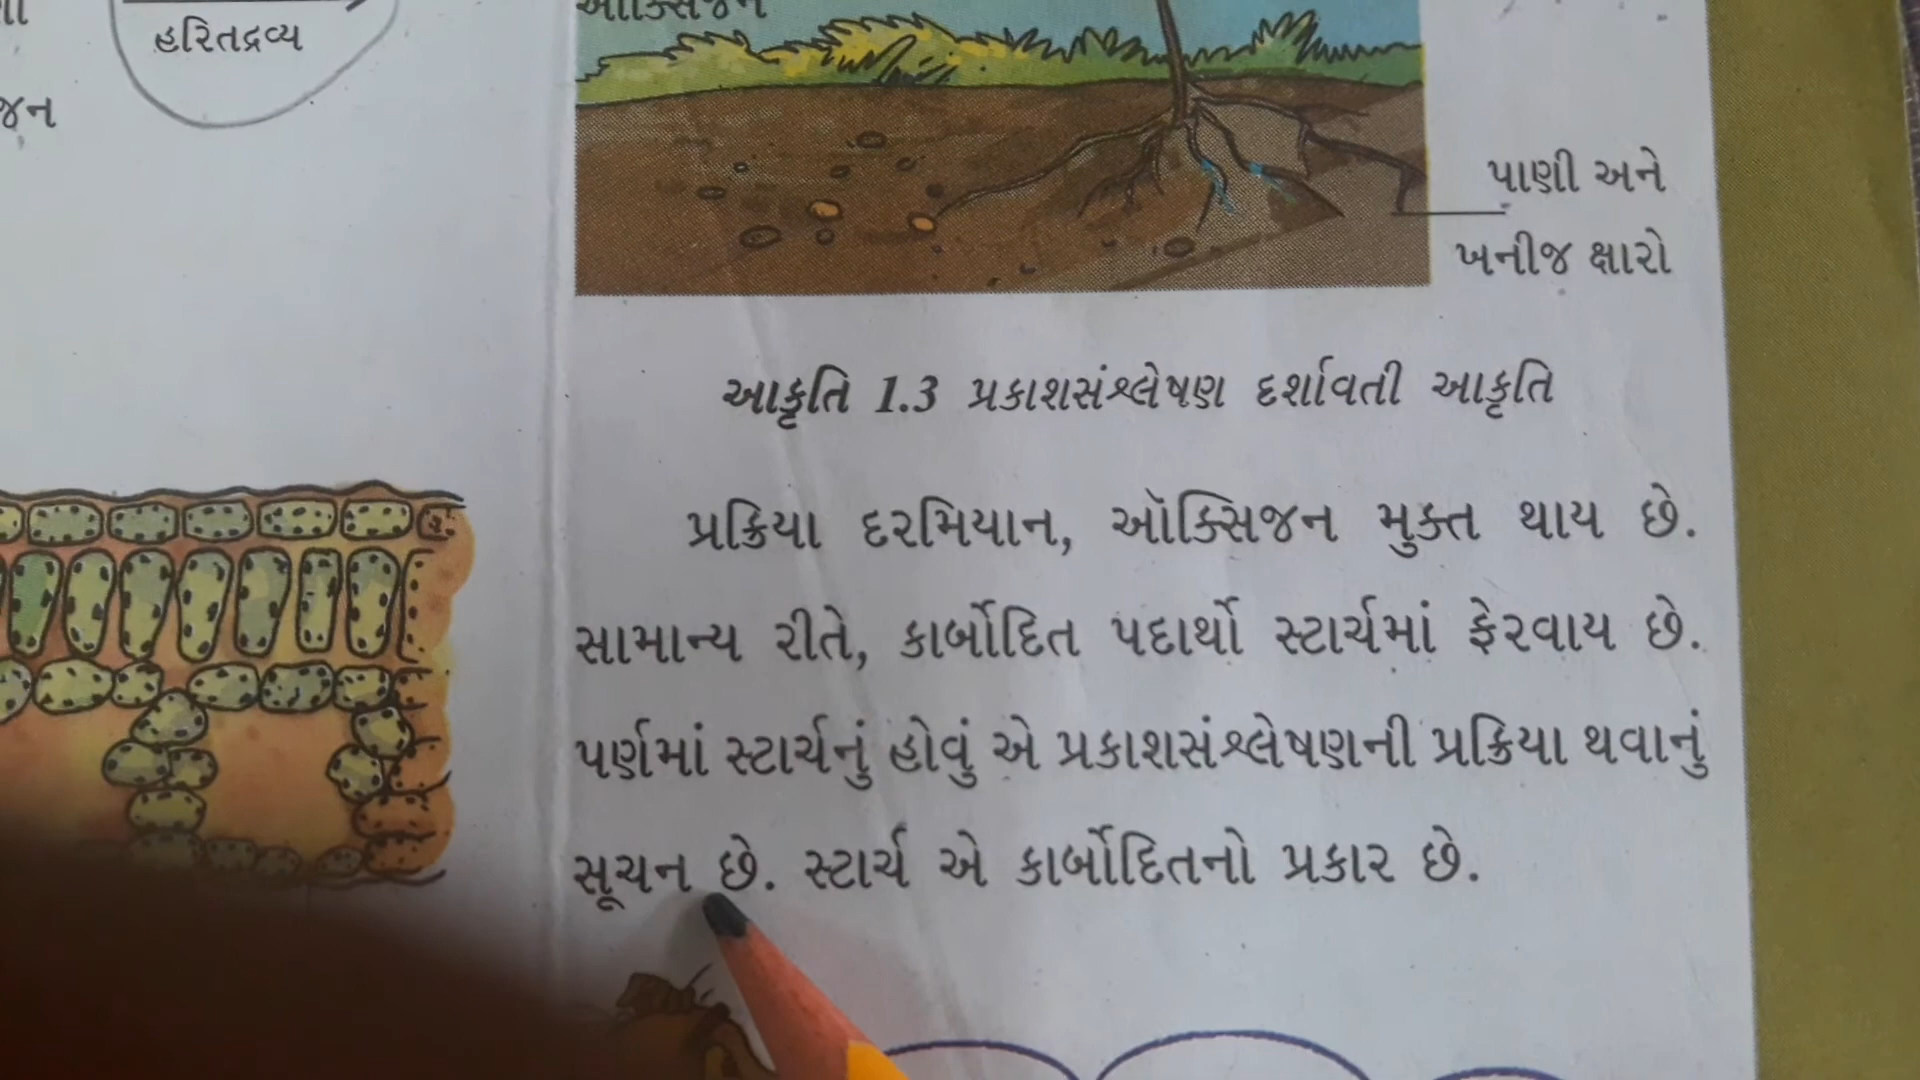 હરિતદ્રવ્ય
ઑક્સિજન
પાણી અને
ખનીજ ક્ષારો
આકૃતિ 1.3 પ્રકાશસંશ્લેષણ દર્શાવતી આકૃતિ
પ્રક્રિયા દરમિયાન, ઑક્સિજન મુક્ત થાય છે.
સામાન્ય રીતે, કાર્બોદિત પદાર્થો સ્ટાર્ચમાં ફેરવાય છે.
પર્ણમાં સ્ટાર્ચનું હોવું એ પ્રકાશસંશ્લેષણની પ્રક્રિયા થવાનું
સૂચન છે. સ્ટાર્ચ એ કાર્બોદિતનો પ્રકાર છે.